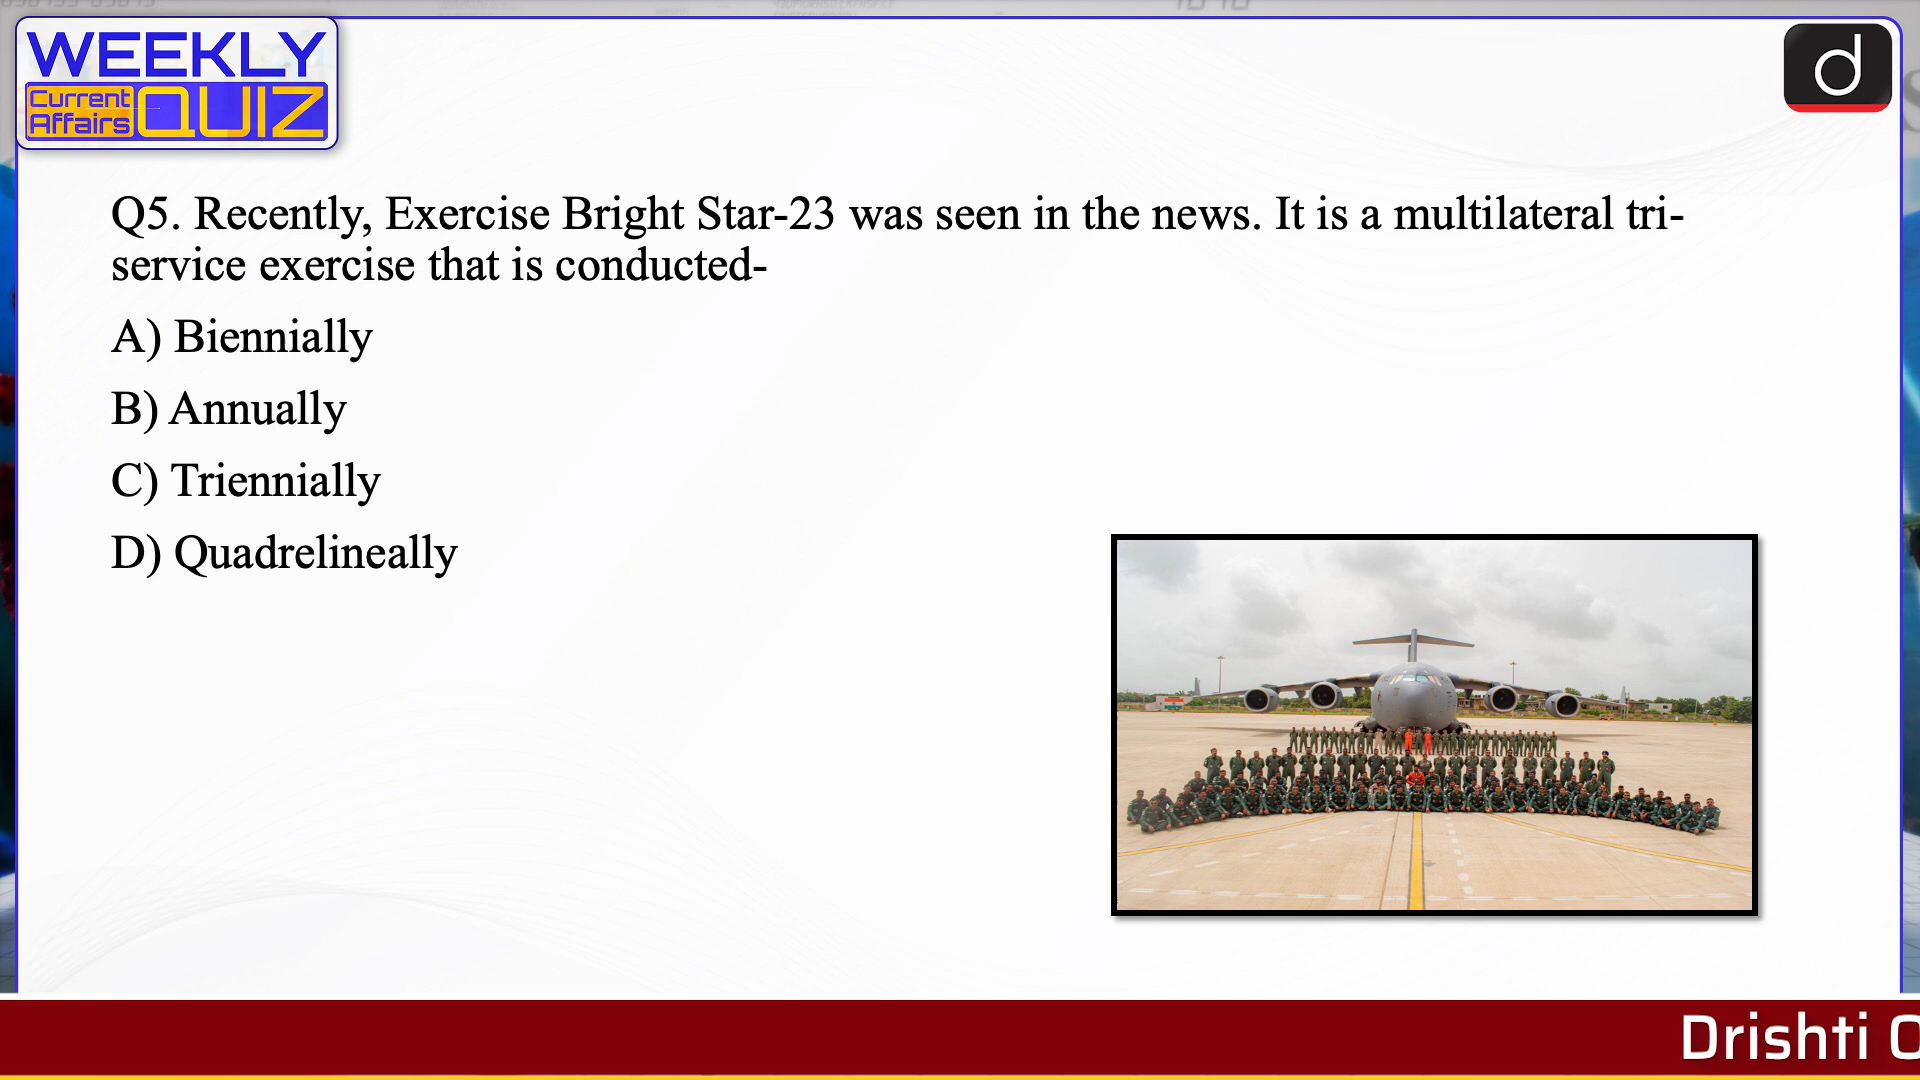 WEEKLY
Current
Affairs
QUIZ
d
Q5. Recently, Exercise Bright Star-23 was seen in the news. It is a multilateral tri-
service exercise that is conducted-
A) Biennially
B) Annually
C) Triennially
D) Quadrelineally
Drishti